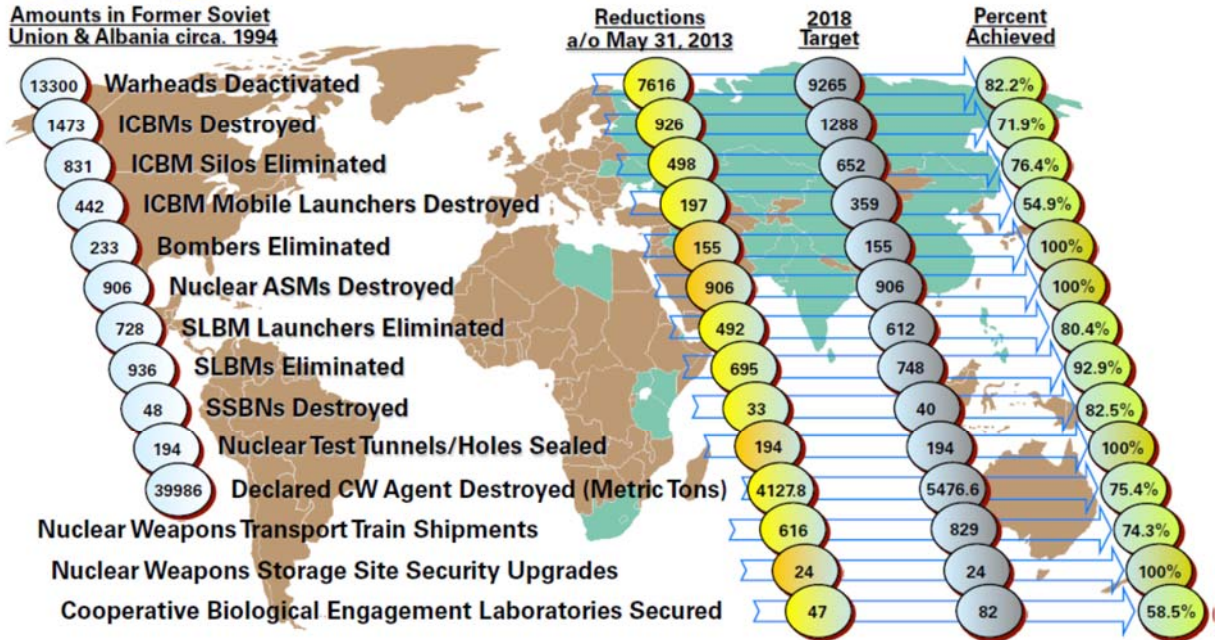 Amounts in Former Soviet Union & Albania circa. 1994 Reductions a/o May 31, 2013 2018 Target Percent Achieved
13300 Warheads Deactivated 7616 9265 82.2%
1473 ICBMs Destroyed 926 1288 71.9%
831 ICBM Silos Eliminated 498 652 76.4%
442 ICBM Mobile Launchers Destroyed 197 359 54.9%
233 Bombers Eliminated 155 155 100%
906 Nuclear ASMs Destroyed 906 906 100%
728 SLBM Launchers Eliminated 492 612 80.4%
936 SLBMs Eliminated 695 748 92.9%
48 SSBNs Destroyed 33 40 82.5%
194 Nuclear Test Tunnels/Holes Sealed 194 194 100%
39986 Declared CW Agent Destroyed (Metric Tons) 4127.8 5476.6 75.4%
Nuclear Weapons Transport Train Shipments 616 829 74.3%
Nuclear Weapons Storage Site Security Upgrades 24 24 100%
Cooperative Biological Engagement Laboratories Secured 47 82 58.5%